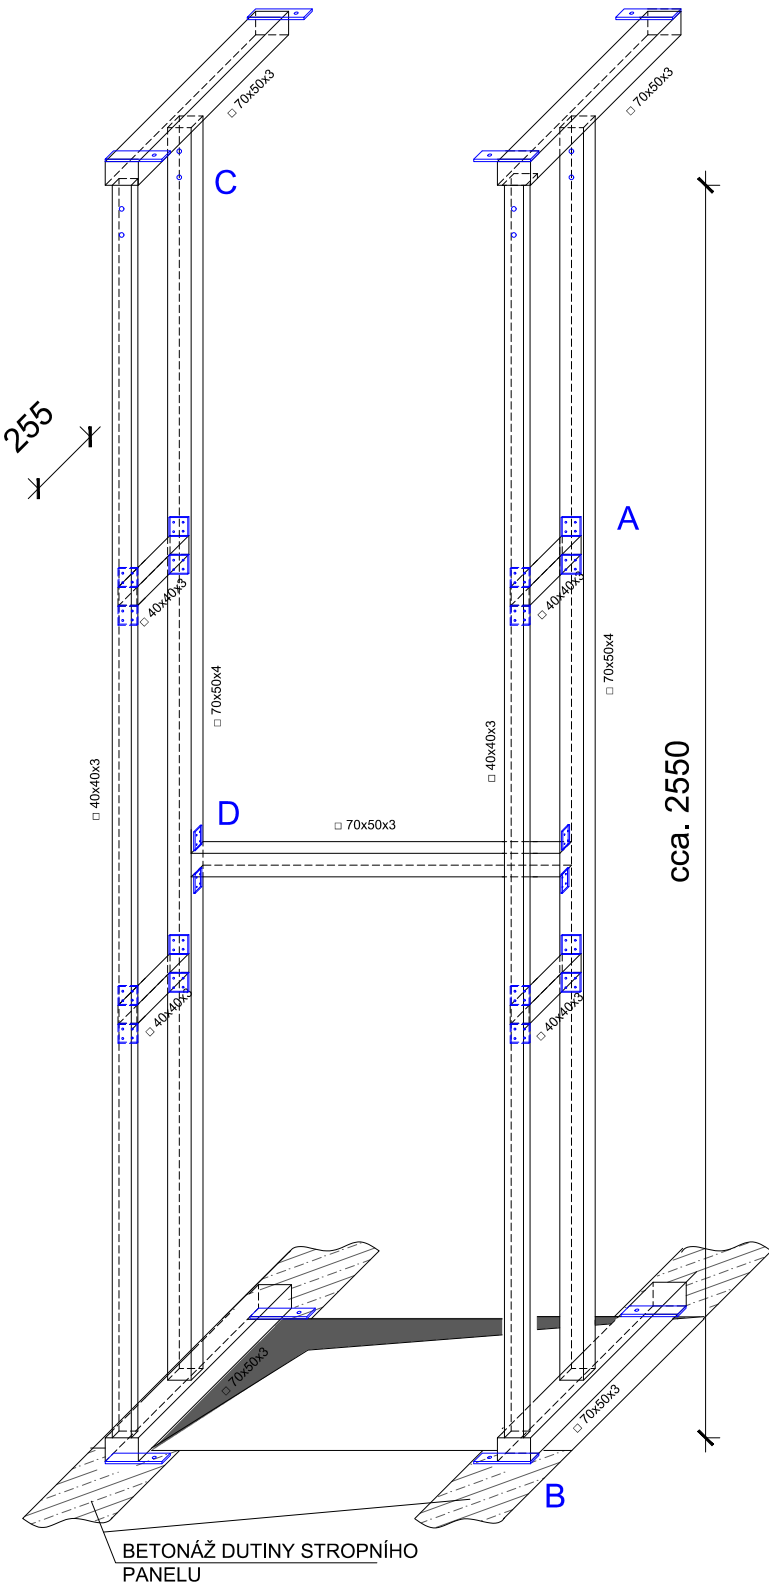 □ 70x50x3
□ 70x50x3
C
255
A
□ 40x40x3
□ 40x40x3
□ 70x50x4
□ 70x50x4
□ 40x40x3
□ 40x40x3
cca. 2550
D
□ 70x50x3
□ 40x40x3
□ 40x40x3
□ 70x50x3
□ 70x50x3
B
BETONÁŽ DUTINY STROPNÍHO
PANELU